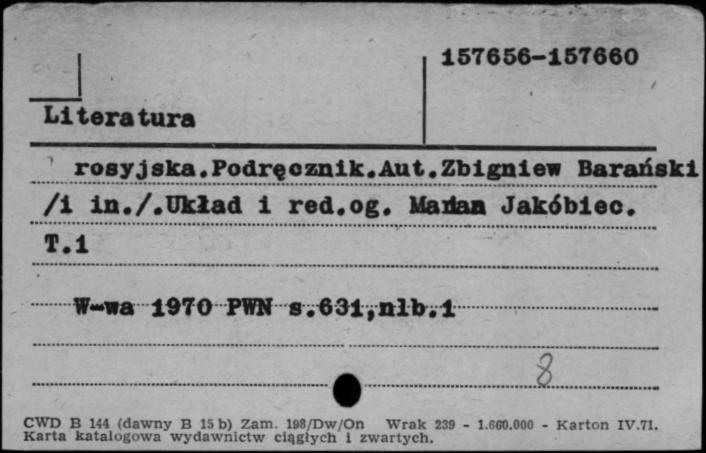 157656-157660
Literatura
rosyjska.Podręcznik.Aut.Zbigniew Barański
/i in./.Układ i red.og. Marian Jakóbiec.
T.1
W-wa 1970 PWN s.631,nlb.1
8
CWD B 144 (dawny B 15 b) Zam. 198/Dw/On Wrak 239 - 1.660.000 - Karton IV.71.
Karta katalogowa wydawnictw ciągłych i zwartych.